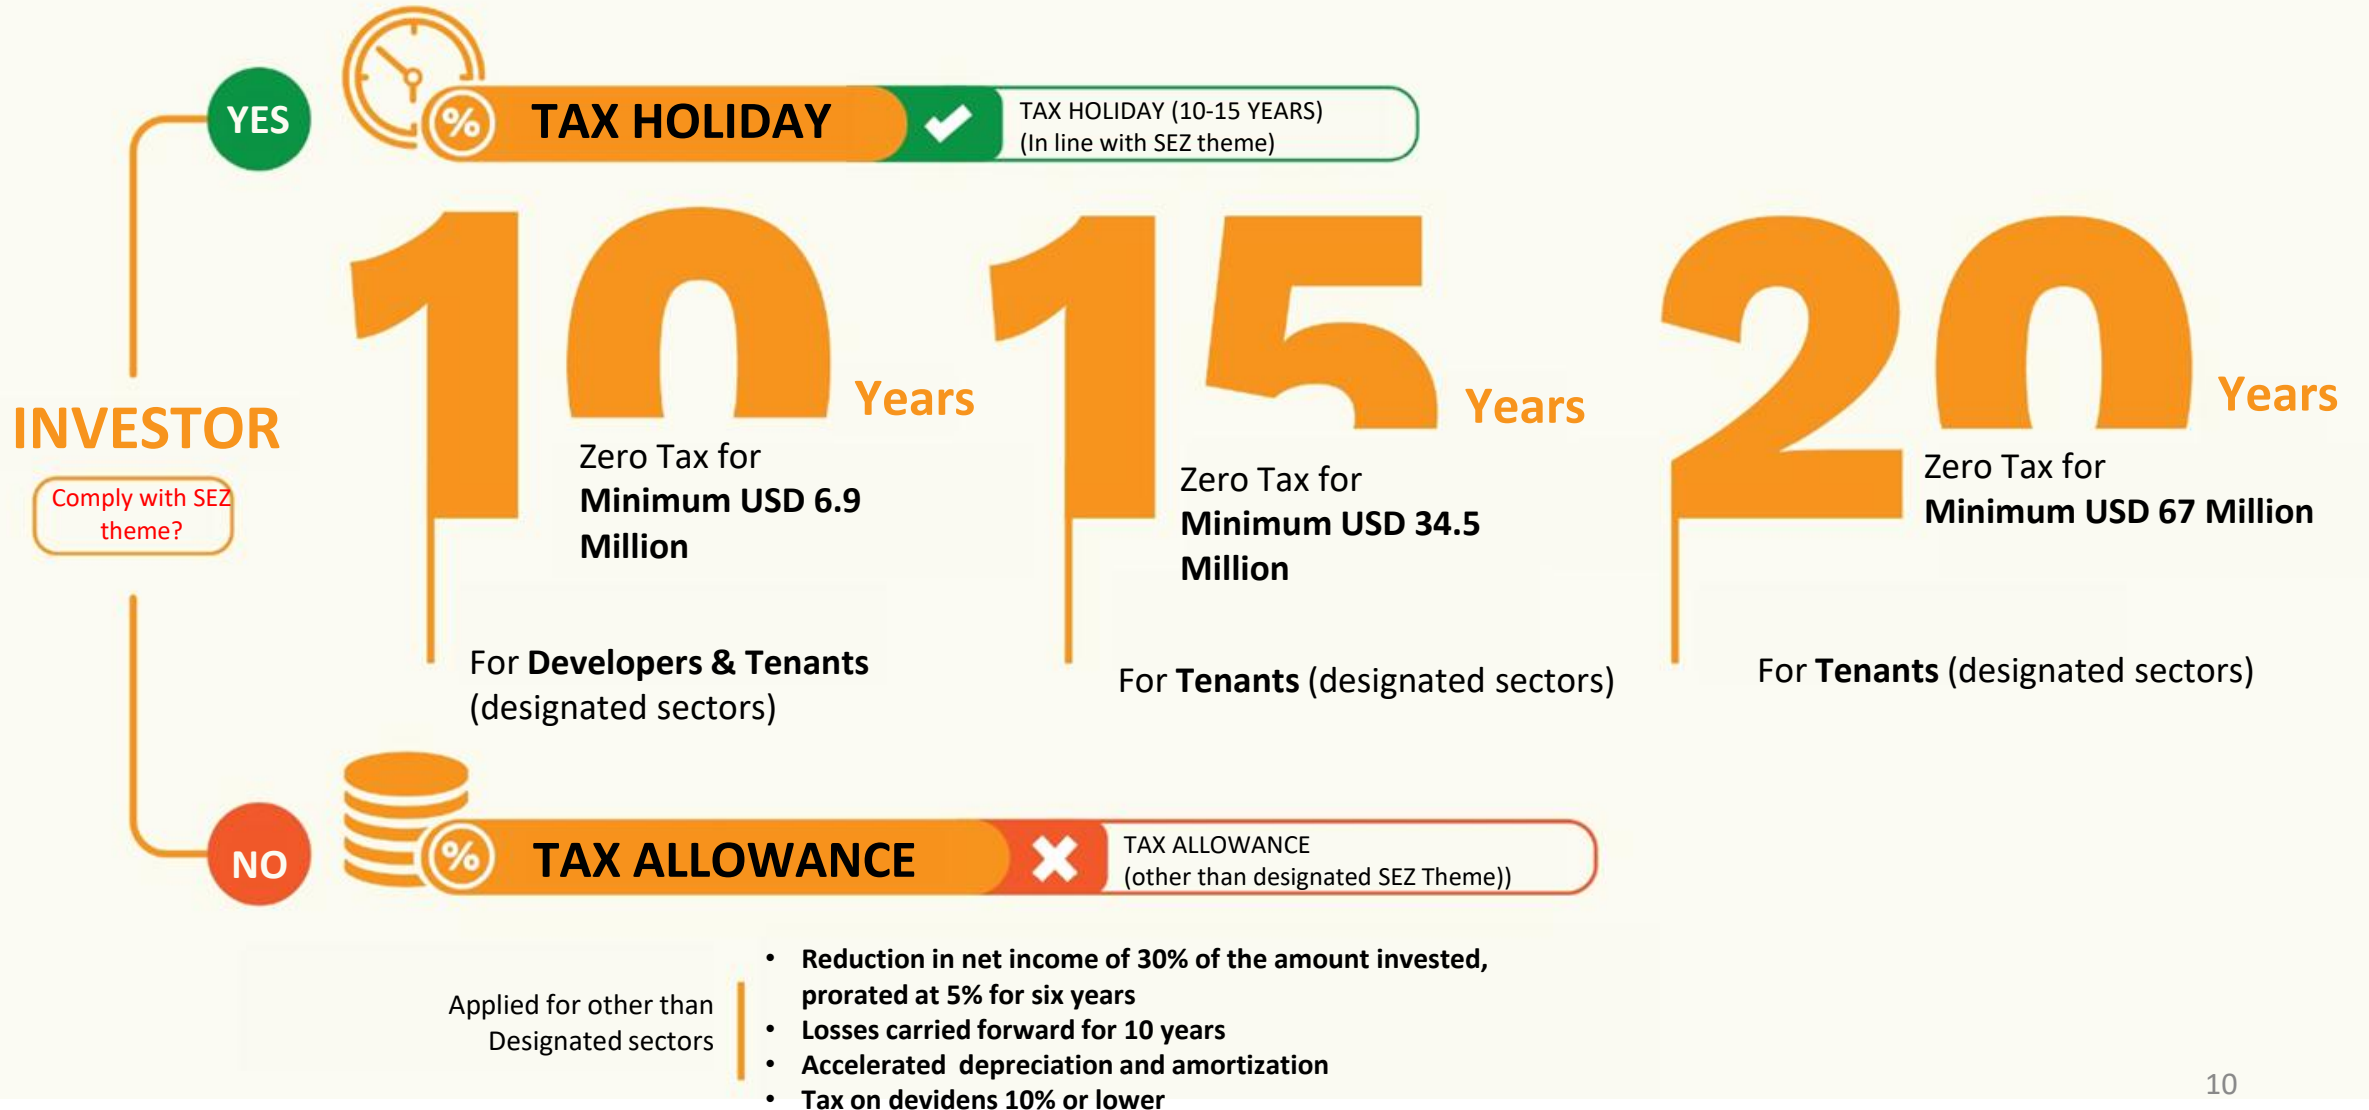 YES
%
TAX HOLIDAY
TAX HOLIDAY (10-15 YEARS)
(In line with SEZ theme)
10
Years
15
Years
20
Years
INVESTOR
Comply with SEZ
theme?
Zero Tax for
Minimum USD 6.9
Million
Zero Tax for
Minimum USD 34.5
Million
Zero Tax for
Minimum USD 67 Million
For Developers & Tenants
(designated sectors)
For Tenants (designated sectors)
For Tenants (designated sectors)
NO
%
TAX ALLOWANCE
TAX ALLOWANCE
(other than designated SEZ Theme))
Applied for other than
Designated sectors
• Reduction in net income of 30% of the amount invested,
prorated at 5% for six years
• Losses carried forward for 10 years
• Accelerated depreciation and amortization
• Tax on devidens 10% or lower
10